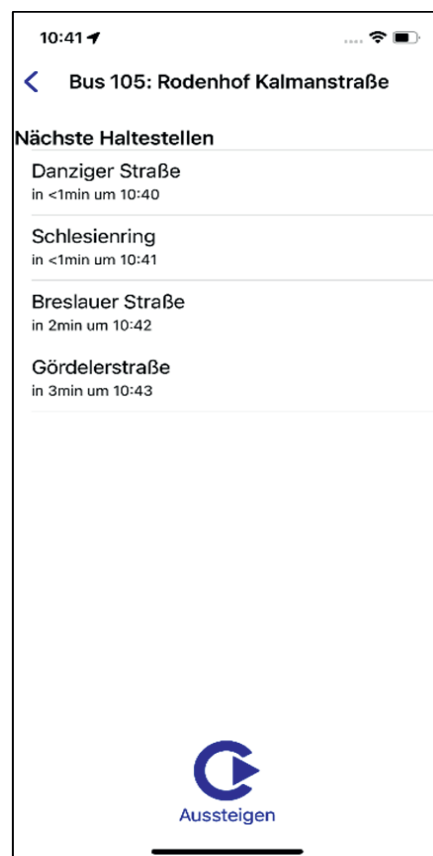 10:41
Bus 105: Rodenhof Kalmanstraße
Nächste Haltestellen
Danziger Straße
in <1min um 10:40
Schlesienring
in <1min um 10:41
Breslauer Straße
in 2min um 10:42
Gördelerstraße
in 3min um 10:43
Aussteigen